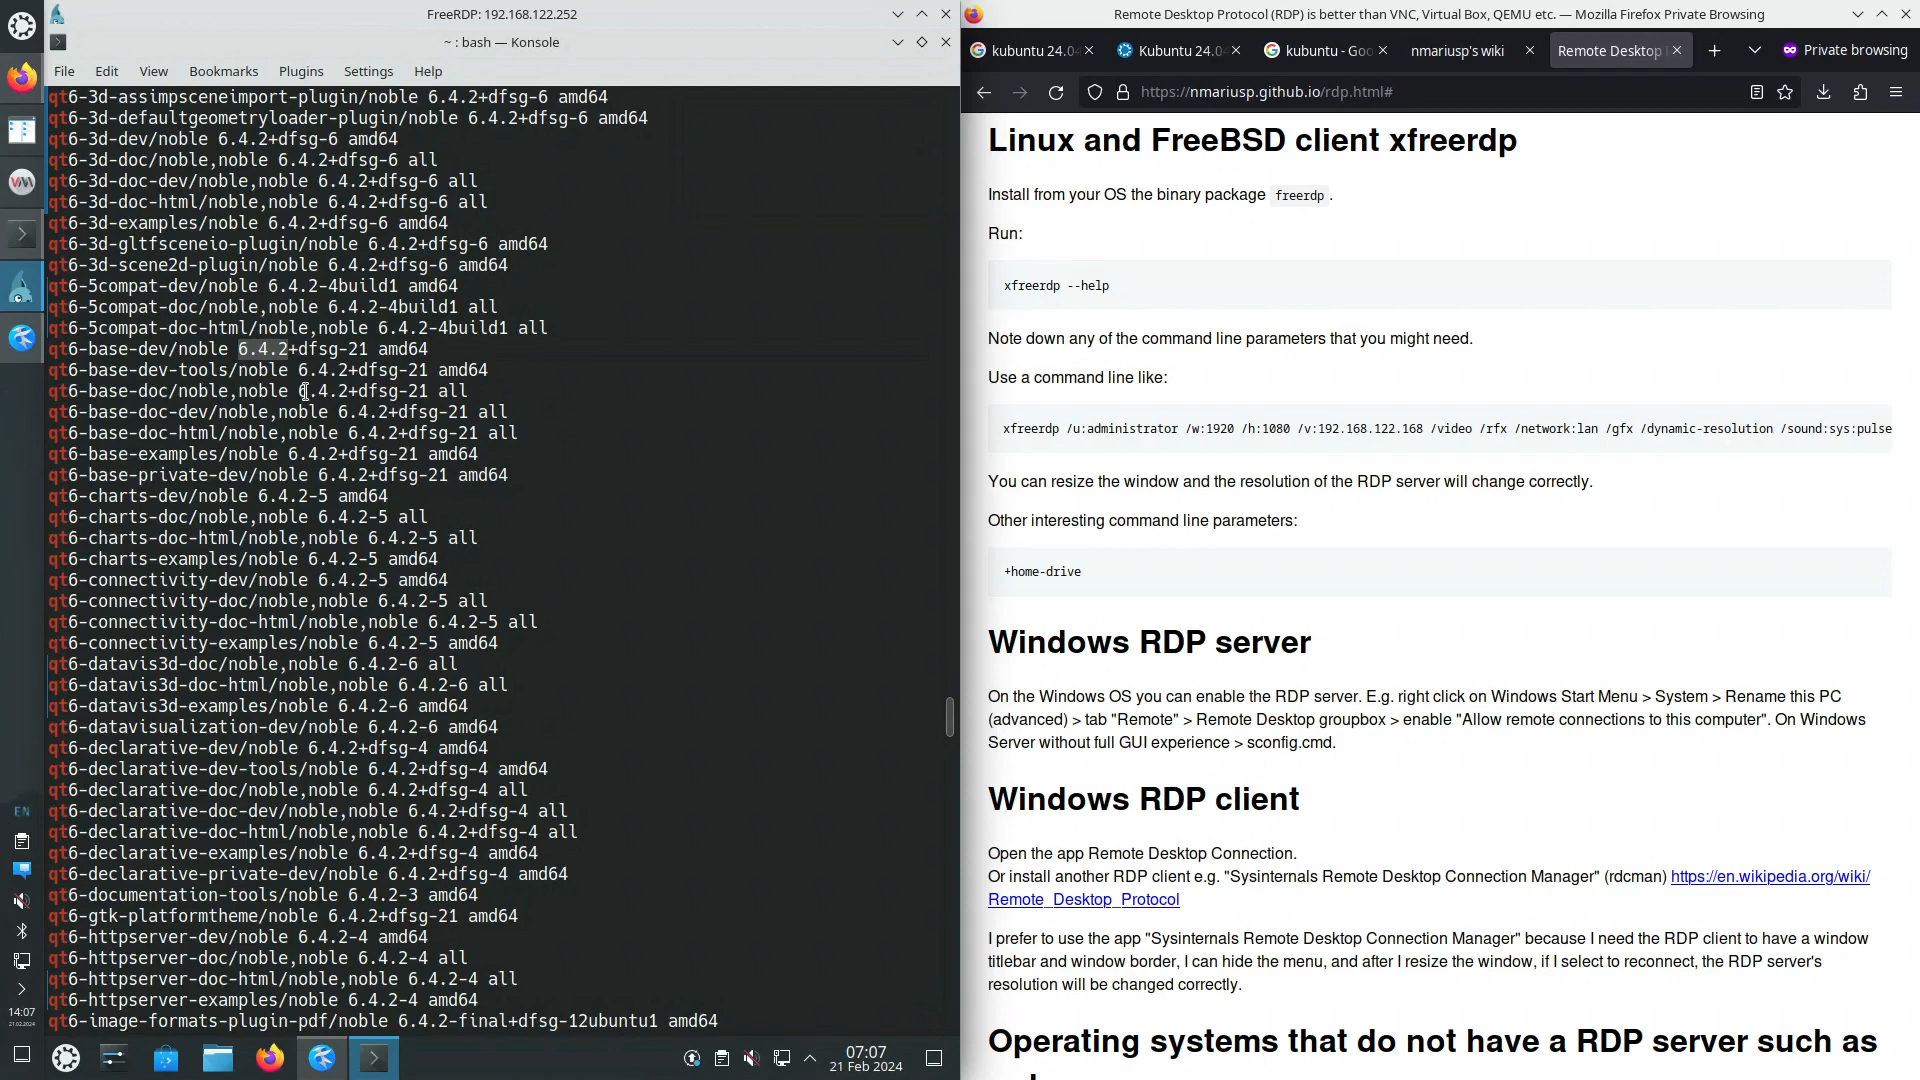 FreeRDP: 192.168.122.252
~ : bash — Konsole
File Edit View Bookmarks Plugins Settings Help
qt6-3d-assimpsceneimport-plugin/noble 6.4.2+dfsg-6 amd64
qt6-3d-defaultgeometryloader-plugin/noble 6.4.2+dfsg-6 amd64
qt6-3d-dev/noble 6.4.2+dfsg-6 amd64
qt6-3d-doc/noble,noble 6.4.2+dfsg-6 all
qt6-3d-doc-dev/noble,noble 6.4.2+dfsg-6 all
qt6-3d-doc-html/noble,noble 6.4.2+dfsg-6 all
qt6-3d-examples/noble 6.4.2+dfsg-6 amd64
qt6-3d-gltfsceneio-plugin/noble 6.4.2+dfsg-6 amd64
qt6-3d-scene2d-plugin/noble 6.4.2+dfsg-6 amd64
qt6-5compat-dev/noble 6.4.2-4build1 amd64
qt6-5compat-doc/noble,noble 6.4.2-4build1 all
qt6-5compat-doc-html/noble,noble 6.4.2-4build1 all
qt6-base-dev/noble 6.4.2+dfsg-21 amd64
qt6-base-dev-tools/noble 6.4.2+dfsg-21 amd64
qt6-base-doc/noble,noble 6.4.2+dfsg-21 all
qt6-base-doc-dev/noble,noble 6.4.2+dfsg-21 all
qt6-base-doc-html/noble,noble 6.4.2+dfsg-21 all
qt6-base-examples/noble 6.4.2+dfsg-21 amd64
qt6-base-private-dev/noble 6.4.2+dfsg-21 amd64
qt6-charts-dev/noble 6.4.2-5 amd64
qt6-charts-doc/noble,noble 6.4.2-5 all
qt6-charts-doc-html/noble,noble 6.4.2-5 all
qt6-charts-examples/noble 6.4.2-5 amd64
qt6-connectivity-dev/noble 6.4.2-5 amd64
qt6-connectivity-doc/noble,noble 6.4.2-5 all
qt6-connectivity-doc-html/noble,noble 6.4.2-5 all
qt6-connectivity-examples/noble 6.4.2-5 amd64
qt6-datavis3d-doc/noble,noble 6.4.2-6 all
qt6-datavis3d-doc-html/noble,noble 6.4.2-6 all
qt6-datavis3d-examples/noble 6.4.2-6 amd64
qt6-datavisualization-dev/noble 6.4.2-6 amd64
qt6-declarative-dev/noble 6.4.2+dfsg-4 amd64
qt6-declarative-dev-tools/noble 6.4.2+dfsg-4 amd64
qt6-declarative-doc/noble,noble 6.4.2+dfsg-4 all
qt6-declarative-doc-dev/noble,noble 6.4.2+dfsg-4 all
qt6-declarative-doc-html/noble,noble 6.4.2+dfsg-4 all
qt6-declarative-examples/noble 6.4.2+dfsg-4 amd64
qt6-declarative-private-dev/noble 6.4.2+dfsg-4 amd64
qt6-documentation-tools/noble 6.4.2-3 amd64
qt6-gtk-platformtheme/noble 6.4.2+dfsg-21 amd64
qt6-httpserver-dev/noble 6.4.2-4 amd64
qt6-httpserver-doc/noble,noble 6.4.2-4 all
qt6-httpserver-doc-html/noble,noble 6.4.2-4 all
qt6-httpserver-examples/noble 6.4.2-4 amd64
qt6-image-formats-plugin-pdf/noble 6.4.2-final+dfsg-12ubuntu1 amd64
EN
14:07
21.02.2024
07:07
21 Feb 2024
Remote Desktop Protocol (RDP) is better than VNC, Virtual Box, QEMU etc. — Mozilla Firefox Private Browsing
kubuntu 24.04 Kubuntu 24.04 kubuntu - Goo nmariusp's wiki Remote Desktop Private browsing
https://nmariusp.github.io/rdp.html#
Linux and FreeBSD client xfreerdp
Install from your OS the binary package freerdp.
Run:
xfreerdp --help
Note down any of the command line parameters that you might need.
Use a command line like:
xfreerdp /u:administrator /w:1920 /h:1080 /v:192.168.122.168 /video /rfx /network:lan /gfx /dynamic-resolution /sound:sys:pulse
You can resize the window and the resolution of the RDP server will change correctly.
Other interesting command line parameters:
+home-drive
Windows RDP server
On the Windows OS you can enable the RDP server. E.g. right click on Windows Start Menu > System > Rename this PC
(advanced) > tab "Remote" > Remote Desktop groupbox > enable "Allow remote connections to this computer". On Windows
Server without full GUI experience > sconfig.cmd.
Windows RDP client
Open the app Remote Desktop Connection.
Or install another RDP client e.g. "Sysinternals Remote Desktop Connection Manager" (rdcman) https://en.wikipedia.org/wiki/
Remote_Desktop_Protocol
I prefer to use the app "Sysinternals Remote Desktop Connection Manager" because I need the RDP client to have a window
titlebar and window border, I can hide the menu, and after I resize the window, if I select to reconnect, the RDP server's
resolution will be changed correctly.
Operating systems that do not have a RDP server such as